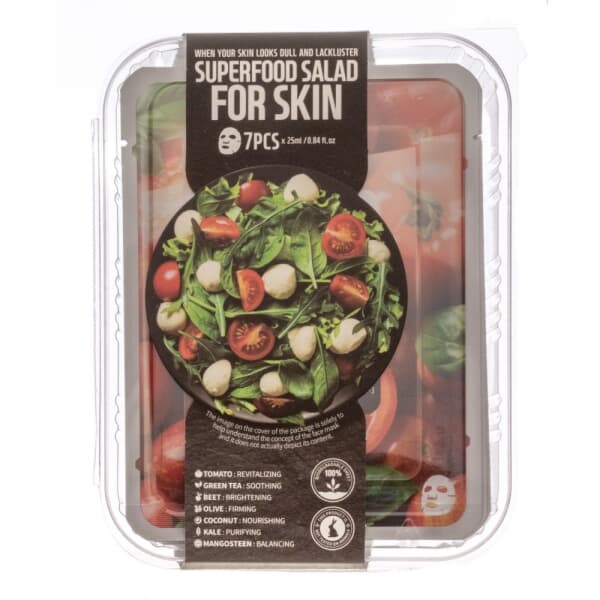 WHEN YOUR SKIN LOOKS DULL AND LACKLUSTER
SUPERFOOD SALAD
FOR SKIN
7PCS x 25ml / 0.84 fl.oz
The image on the cover of the package is solely to
help understand the concept of the face mask
and it does not actually depict its content.
TOMATO : REVITALIZING
GREEN TEA : SOOTHING
BEET : BRIGHTENING
OLIVE : FIRMING
COCONUT : NOURISHING
KALE : PURIFYING
MANGOSTEEN : BALANCING
100%